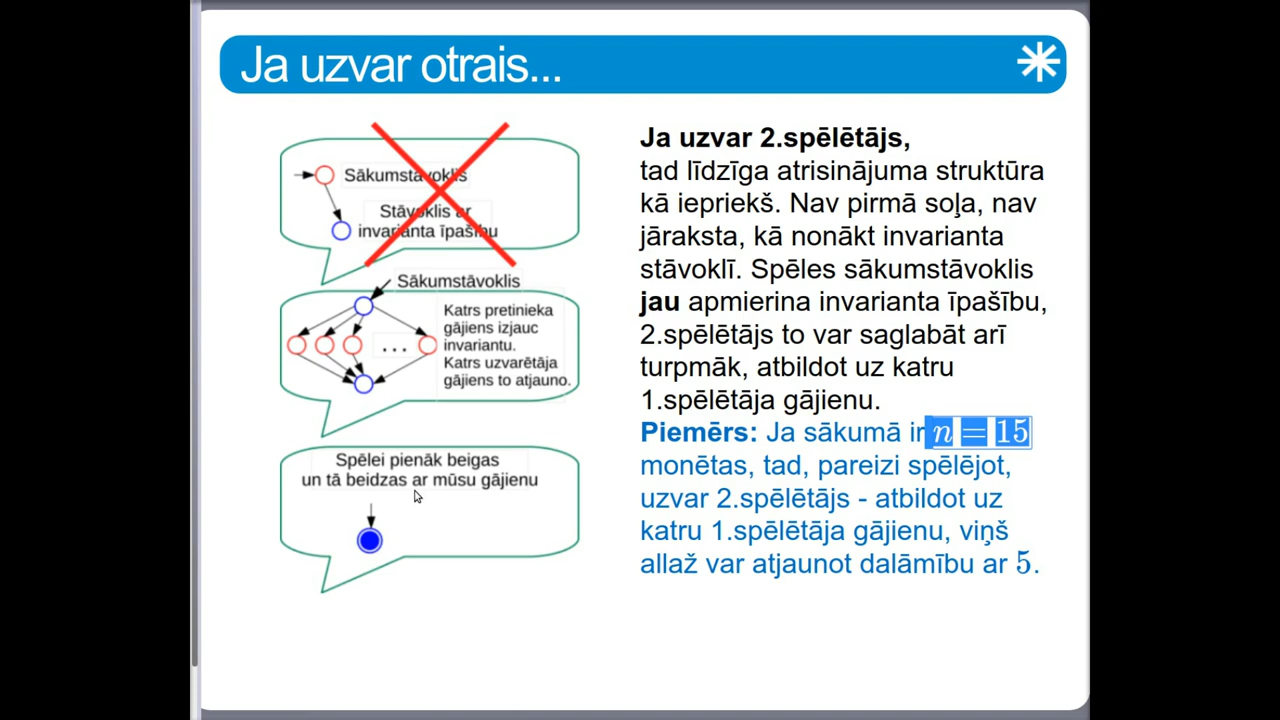 Ja uzvar otrais...
Sākumstāvoklis
Stāvoklis ar
invarianta īpašību
Sākumstāvoklis
Katrs pretinieka
gājiens izjauc
invariantu.
Katrs uzvarētāja
gājiens to atjauno.
...
Spēlei pienāk beigas
un tā beidzas ar mūsu gājienu
Ja uzvar 2.spēlētājs,
tad līdzīga atrisinājuma struktūra
kā iepriekš. Nav pirmā soļa, nav
jāraksta, kā nonākt invarianta
stāvoklī. Spēles sākumstāvoklis
jau apmierina invarianta īpašību,
2.spēlētājs to var saglabāt arī
turpmāk, atbildot uz katru
1.spēlētāja gājienu.
Piemērs: Ja sākumā ir n = 15
monētas, tad, pareizi spēlējot,
uzvar 2.spēlētājs - atbildot uz
katru 1.spēlētāja gājienu, viņš
allaž var atjaunot dalāmību ar 5.